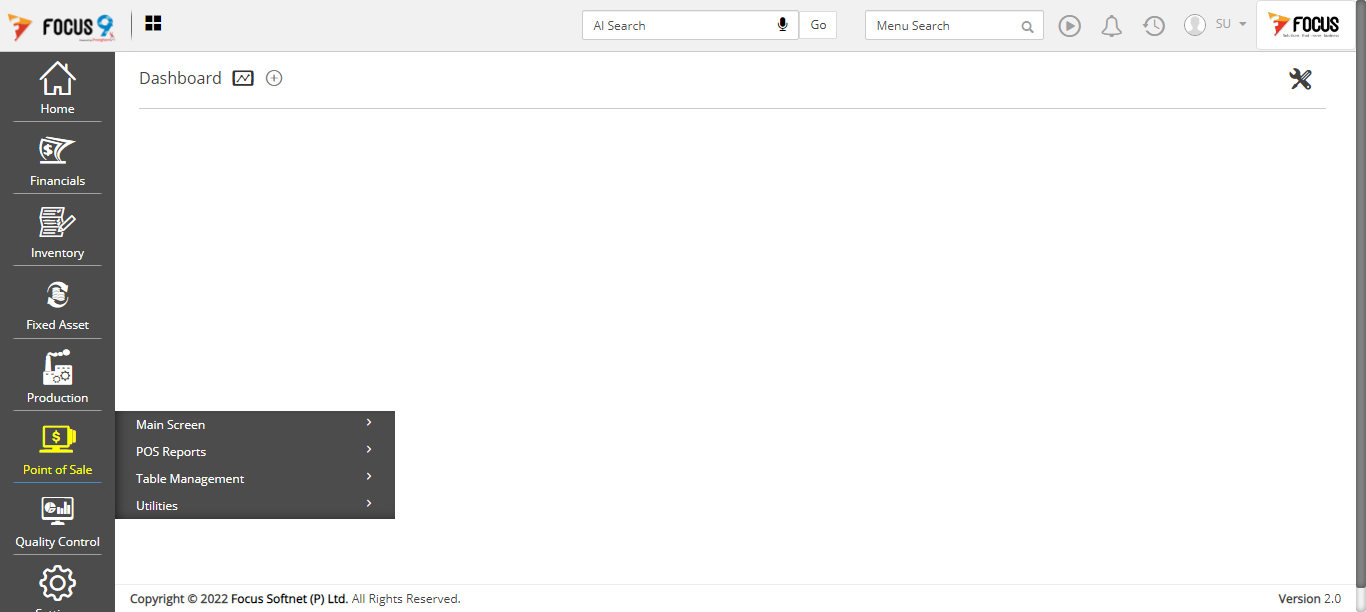 FOCUS 9
AI Search
Go
Menu Search
SU
FOCUS
Dashboard
Home
Financials
Inventory
Fixed Asset
Production
Point of Sale
Main Screen
POS Reports
Table Management
Utilities
Quality Control
Copyright © 2022 Focus Softnet (P) Ltd. All Rights Reserved.
Version 2.0